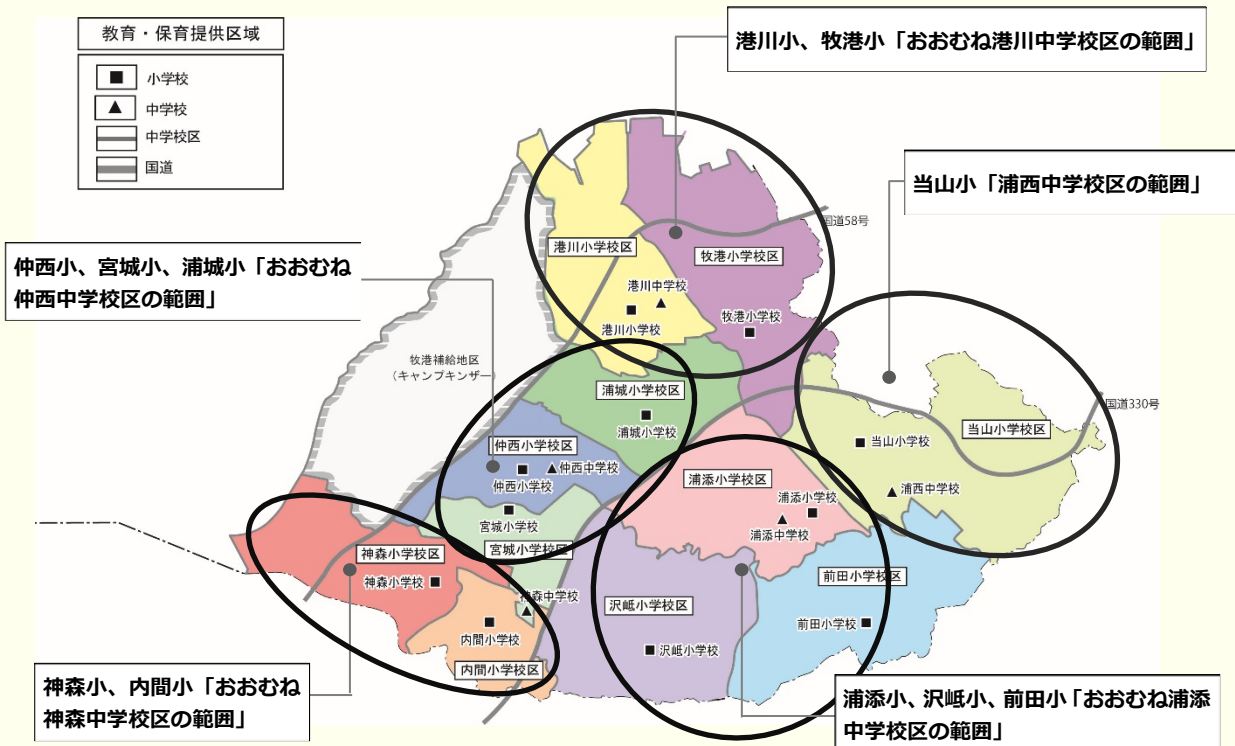 教育・保育提供区域
小学校
中学校
中学校区
国道
港川小、牧港小「おおむね港川中学校区の範囲」
当山小「浦西中学校区の範囲」
仲西小、宮城小、浦城小「おおむね
仲西中学校区の範囲」
国道58号
港川小学校区
牧港小学校区
港川中学校
港川小学校
牧港小学校
牧港補給地区
(キャンプキンザー)
浦城小学校区
浦城小学校
国道330号
当山小学校区
当山小学校
浦西中学校
仲西小学校区
仲西中学校
仲西小学校
浦添小学校区
浦添小学校
浦添中学校
宮城小学校
宮城小学校区
神森小学校区
神森小学校
神森中学校
内間小学校
内間小学校区
沢岻小学校区
沢岻小学校
前田小学校区
前田小学校
神森小、内間小「おおむね
神森中学校区の範囲」
浦添小、沢岻小、前田小「おおむね浦添
中学校区の範囲」